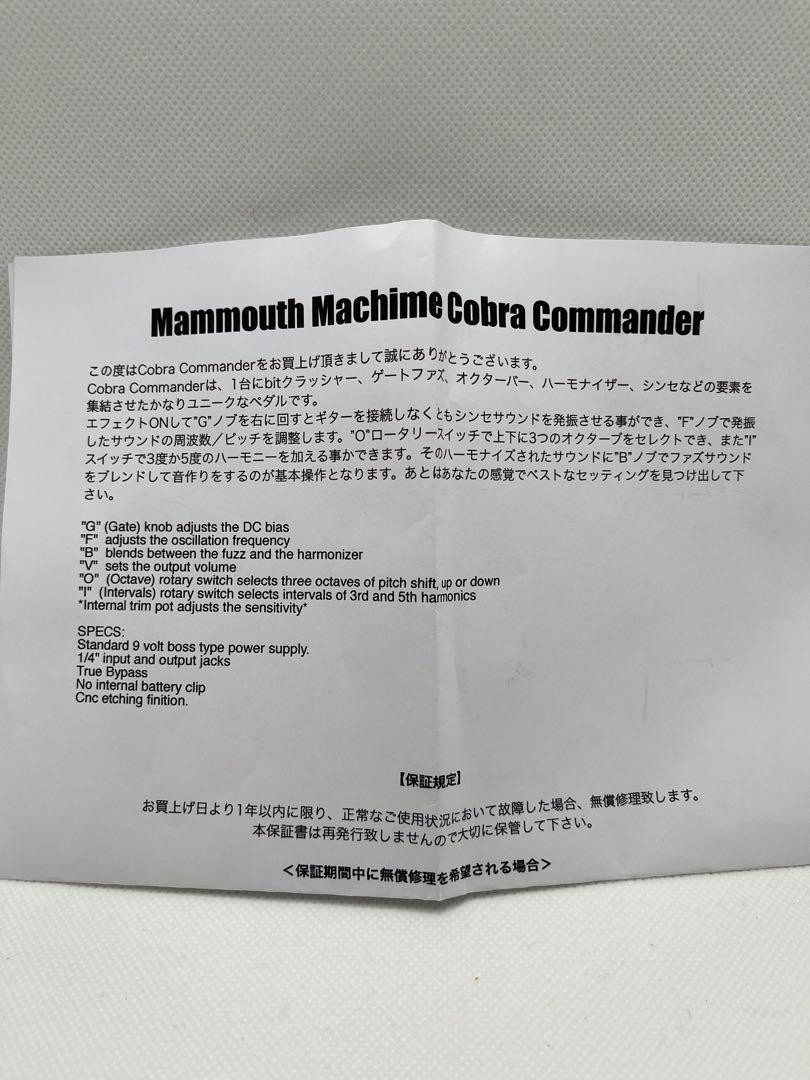 Mammouth Machime Cobra Commander
この度はCobra Commanderをお買上げ頂きまして誠にありがとうございます。
Cobra Commanderは、1台にbitクラッシャー、ゲートファズ、オクターバー、ハーモナイザー、シンセなどの要素を
集結させたかなりユニークなペダルです。
エフェクトONして"G"ノブを右に回すとギターを接続しなくともシンセサウンドを発振させる事ができ、"F"ノブで発振
したサウンドの周波数／ピッチを調整します。"O"ロータリースイッチで上下に3つのオクターブをセレクトでき、また"I"
スイッチで3度か5度のハーモニーを加える事かできます。そのハーモナイズされたサウンドに"B"ノブでファズサウンド
をブレンドして音作りをするのが基本操作となります。あとはあなたの感覚でベストなセッティングを見つけ出して下
さい。
"G" (Gate) knob adjusts the DC bias
"F" adjusts the oscillation frequency
"B" blends between the fuzz and the harmonizer
"V" sets the output volume
"O" (Octave) rotary switch selects three octaves of pitch shift, up or down
"I" (Intervals) rotary switch selects intervals of 3rd and 5th harmonics
*Internal trim pot adjusts the sensitivity*
SPECS:
Standard 9 volt boss type power supply.
1/4" input and output jacks
True Bypass
No internal battery clip
Cnc etching finition.
【保証規定】
お買上げ日より1年以内に限り、正常なご使用状況において故障した場合、無償修理致します。
本保証書は再発行致しませんので大切に保管して下さい。
＜保証期間中に無償修理を希望される場合＞